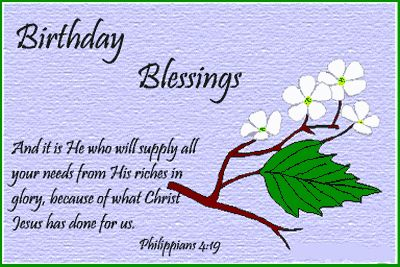 Birthday
Blessings
And it is He who will supply all
your needs from His riches in
glory, because of what Christ
Jesus has done for us.
Philippians 4:19